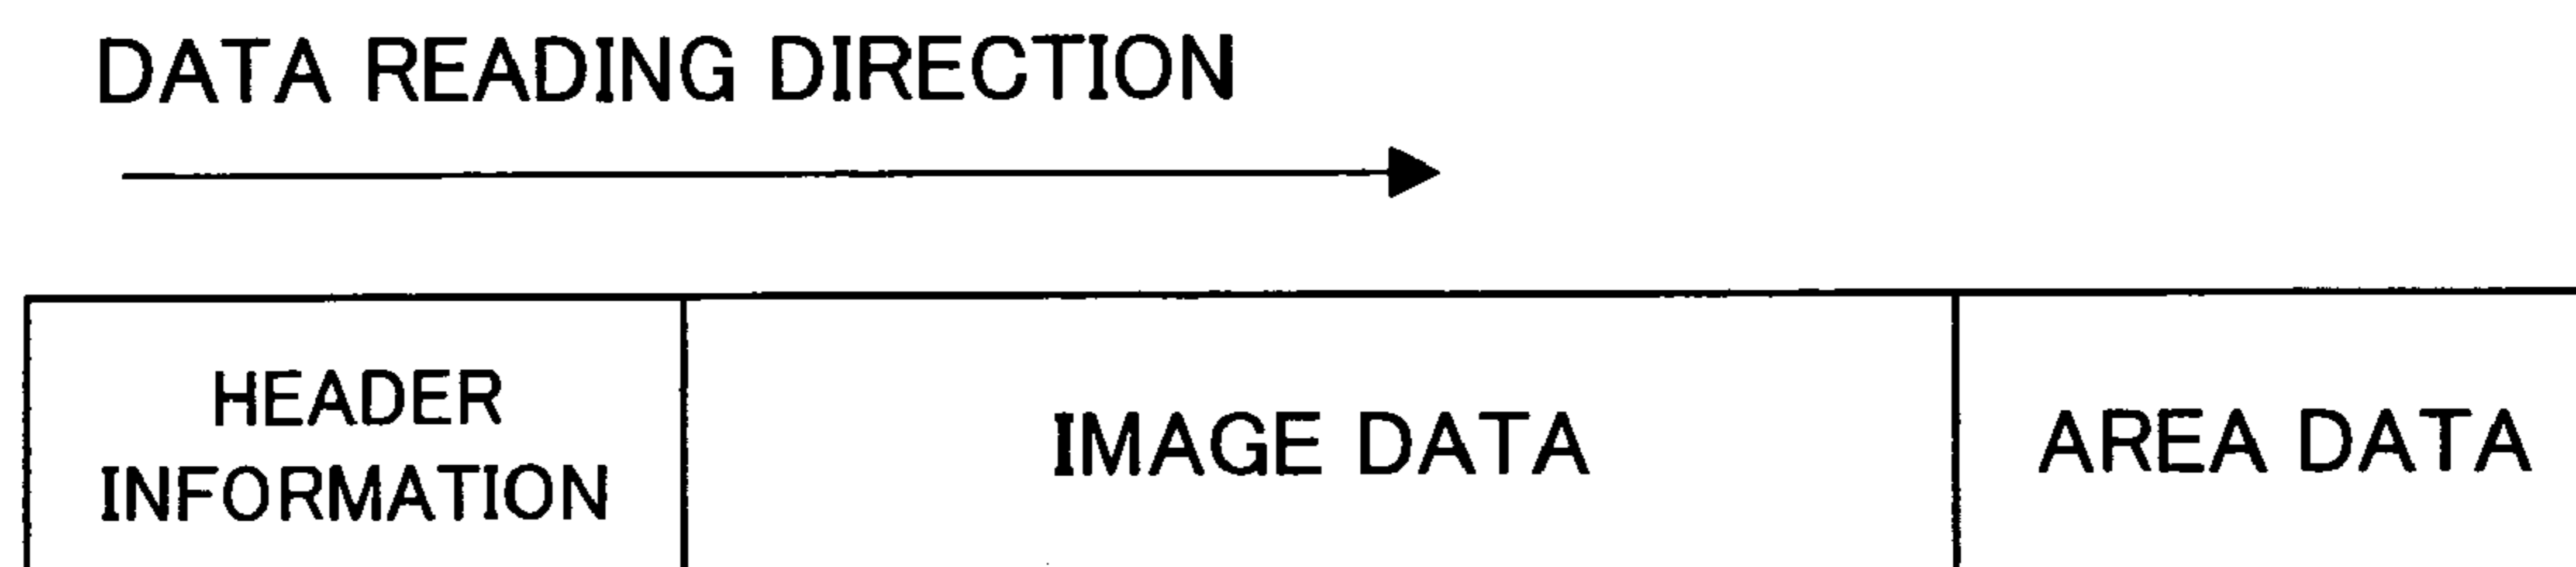 DATA READING DIRECTION
HEADER
INFORMATION
IMAGE DATA
AREA DATA